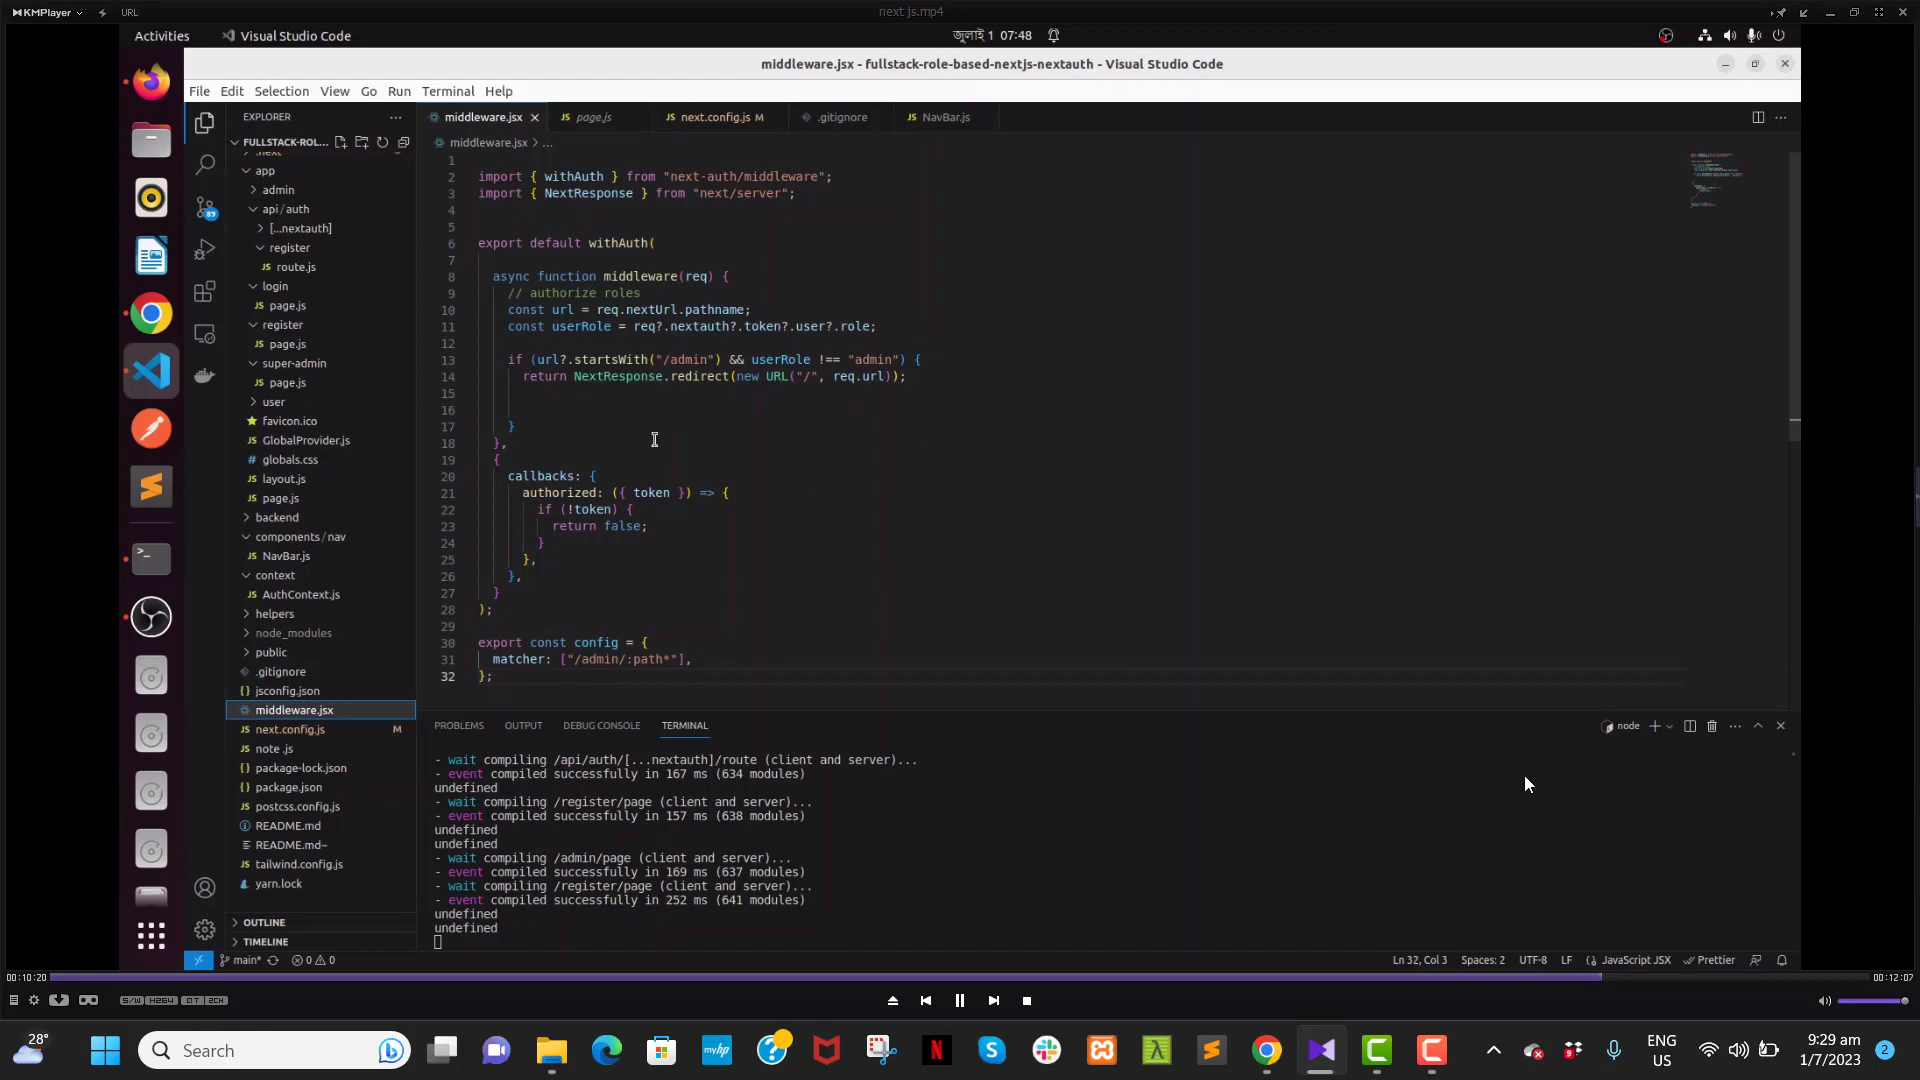 KMPlayer
URL
next js.mp4
Activities
Visual Studio Code
জুলাই 1 07:48
middleware.jsx - fullstack-role-based-nextjs-nextauth - Visual Studio Code
File Edit Selection View Go Run Terminal Help
EXPLORER
FULLSTACK-ROL...
.next
app
admin
api/auth
[...nextauth]
register
route.js
login
page.js
register
page.js
super-admin
page.js
user
favicon.ico
GlobalProvider.js
globals.css
layout.js
page.js
backend
components/nav
NavBar.js
context
AuthContext.js
helpers
node_modules
public
.gitignore
jsconfig.json
middleware.jsx
next.config.js M
note .js
package-lock.json
package.json
postcss.config.js
README.md
README.md~
tailwind.config.js
yarn.lock
OUTLINE
TIMELINE
89
middleware.jsx JS page.js JS next.config.js M .gitignore JS NavBar.js
middleware.jsx > ...
1
2 import { withAuth } from "next-auth/middleware";
3 import { NextResponse } from "next/server";
4
5
6 export default withAuth(
7
8 async function middleware(req) {
9 // authorize roles
10 const url = req.nextUrl.pathname;
11 const userRole = req?.nextauth?.token?.user?.role;
12
13 if (url?.startsWith("/admin") && userRole !== "admin") {
14 return NextResponse.redirect(new URL("/", req.url));
15
16
17 }
18 },
19 {
20 callbacks: {
21 authorized: ({ token }) => {
22 if (!token) {
23 return false;
24 }
25 },
26 },
27 }
28 );
29
30 export const config = {
31 matcher: ["/admin/:path*"],
32 };
PROBLEMS OUTPUT DEBUG CONSOLE TERMINAL
node
- wait compiling /api/auth/[...nextauth]/route (client and server)...
- event compiled successfully in 167 ms (634 modules)
undefined
- wait compiling /register/page (client and server)...
- event compiled successfully in 157 ms (638 modules)
undefined
undefined
- wait compiling /admin/page (client and server)...
- event compiled successfully in 169 ms (637 modules)
- wait compiling /register/page (client and server)...
- event compiled successfully in 252 ms (641 modules)
undefined
undefined
main* 0 0
Ln 32, Col 3 Spaces: 2 UTF-8 LF JavaScript JSX Prettier
00:10:20
00:12:07
S/W H264 RT 2CH
28°
Search
ENG
US
9:29 am
1/7/2023
2